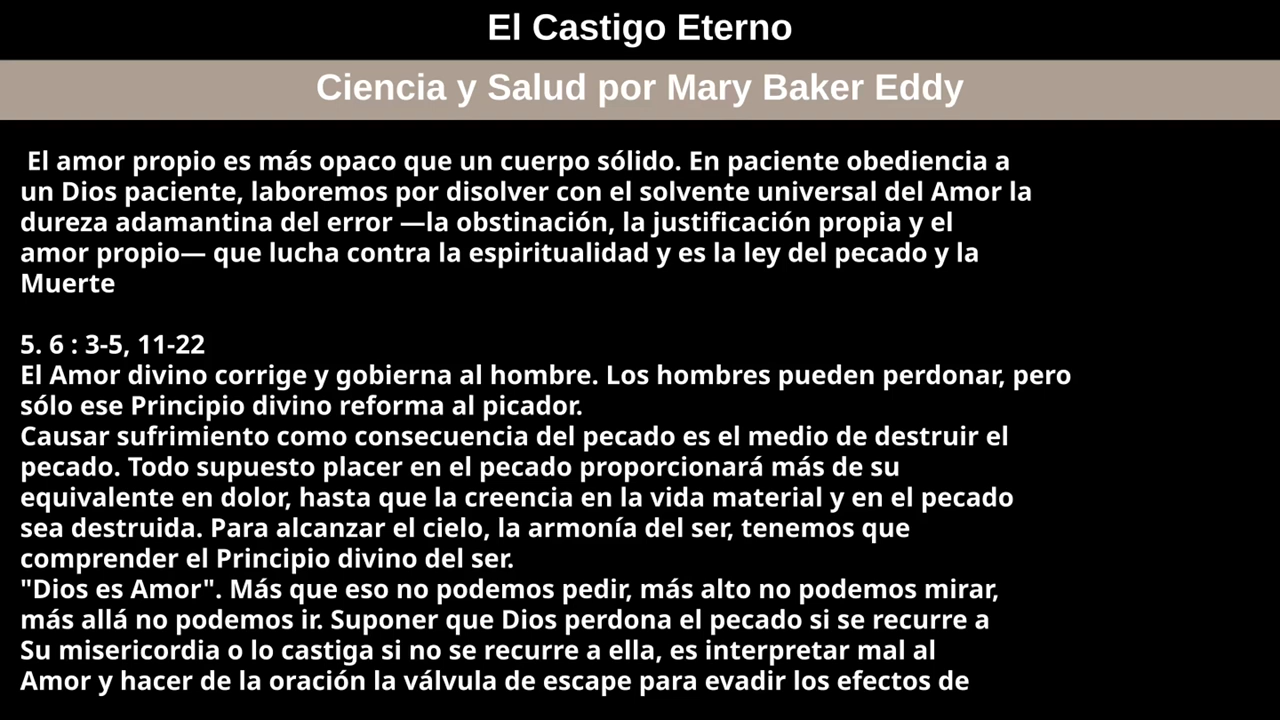 El Castigo Eterno
Ciencia y Salud por Mary Baker Eddy
El amor propio es más opaco que un cuerpo sólido. En paciente obediencia a
un Dios paciente, laboremos por disolver con el solvente universal del Amor la
dureza adamantina del error —la obstinación, la justificación propia y el
amor propio— que lucha contra la espiritualidad y es la ley del pecado y la
Muerte
5. 6 : 3-5, 11-22
El Amor divino corrige y gobierna al hombre. Los hombres pueden perdonar, pero
sólo ese Principio divino reforma al picador.
Causar sufrimiento como consecuencia del pecado es el medio de destruir el
pecado. Todo supuesto placer en el pecado proporcionará más de su
equivalente en dolor, hasta que la creencia en la vida material y en el pecado
sea destruida. Para alcanzar el cielo, la armonía del ser, tenemos que
comprender el Principio divino del ser.
"Dios es Amor". Más que eso no podemos pedir, más alto no podemos mirar,
más allá no podemos ir. Suponer que Dios perdona el pecado si se recurre a
Su misericordia o lo castiga si no se recurre a ella, es interpretar mal al
Amor y hacer de la oración la válvula de escape para evadir los efectos de